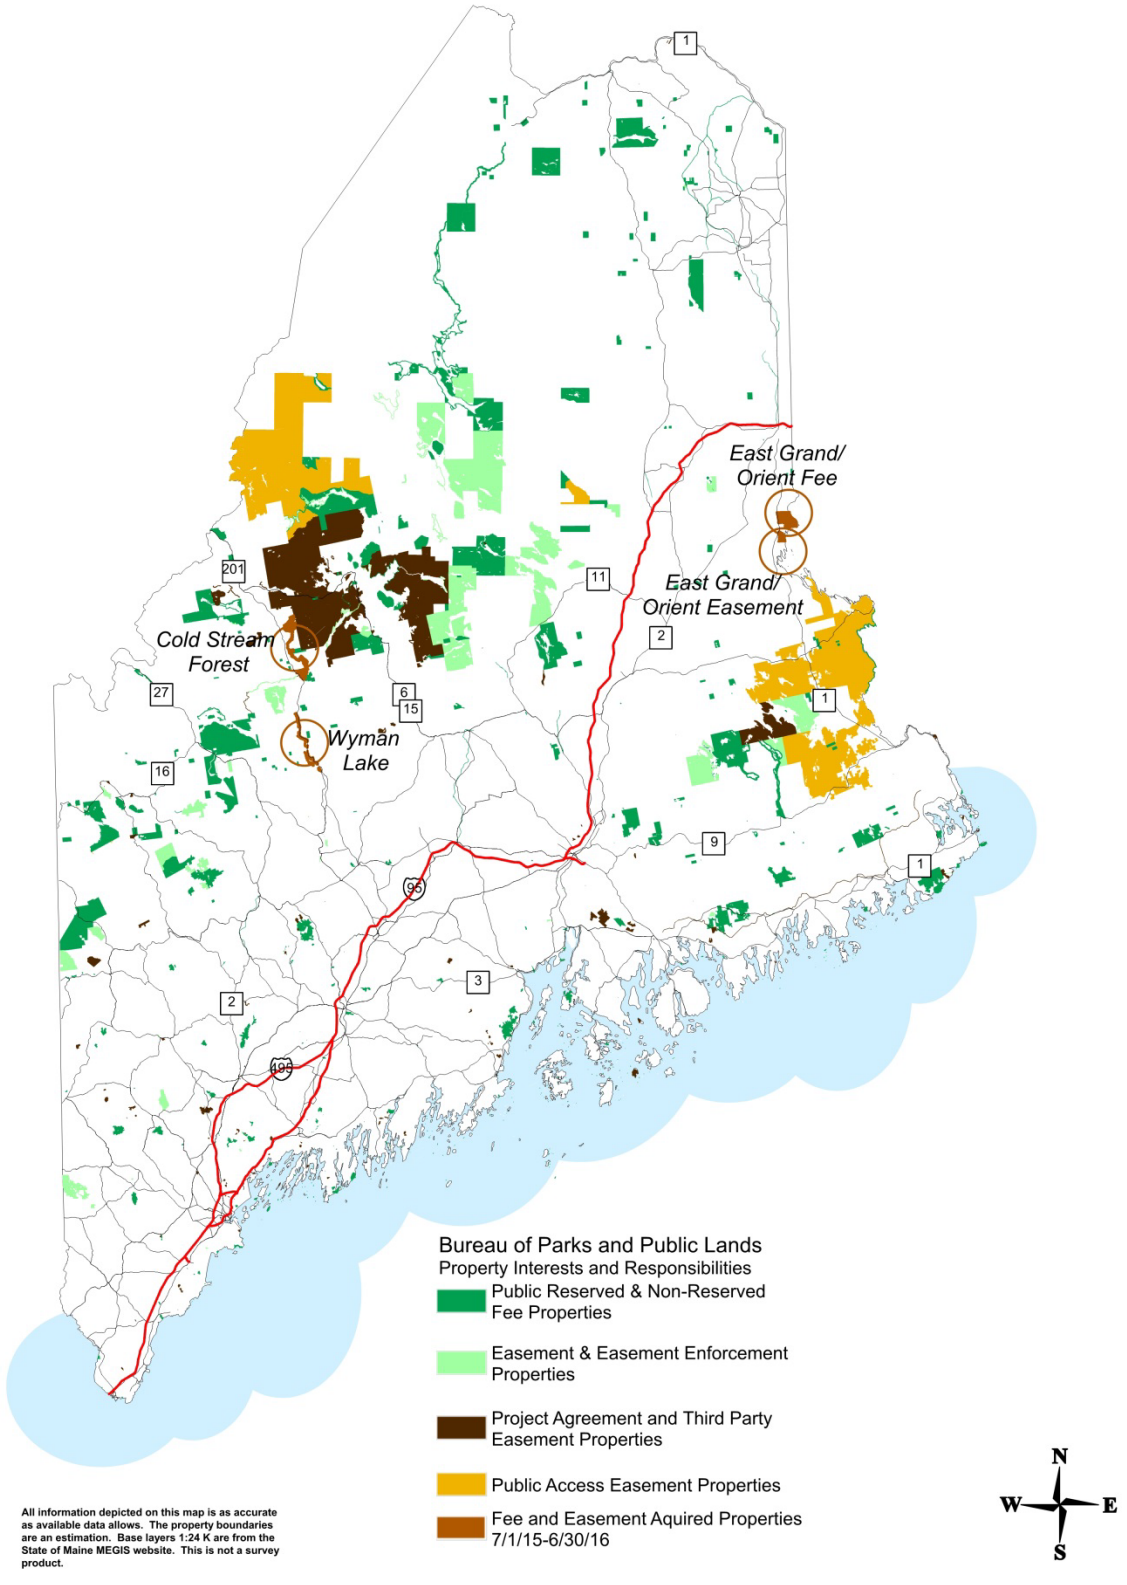 1
East Grand/
Orient Fee
201
11
East Grand/
Orient Easement
2
Cold Stream
Forest
27
6
15
1
Wyman
Lake
16
9
1
95
3
2
495
Bureau of Parks and Public Lands
Property Interests and Responsibilities
Public Reserved & Non-Reserved
Fee Properties
Easement & Easement Enforcement
Properties
Project Agreement and Third Party
Easement Properties
Public Access Easement Properties
Fee and Easement Aquired Properties
7/1/15-6/30/16
N
W
E
S
All information depicted on this map is as accurate
as available data allows.  The property boundaries
are an estimation.  Base layers 1:24 K are from the
State of Maine MEGIS website.  This is not a survey
product.